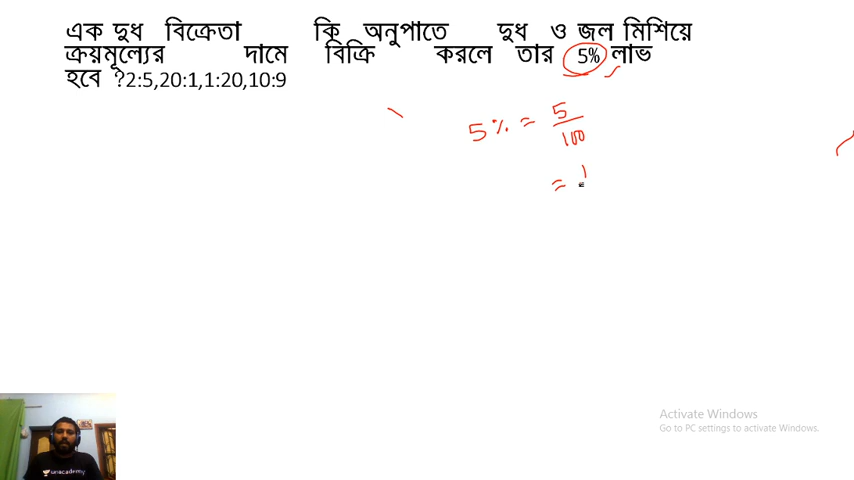 এক দুধ বিক্রেতা কি অনুপাতে দুধ ও জল মিশিয়ে
ক্রয়মূল্যের দামে বিক্রি করলে তার 5% লাভ
হবে ?2:5,20:1,1:20,10:9
5% = 5/100
= 1
unacademy
Activate Windows
Go to PC settings to activate Windows.